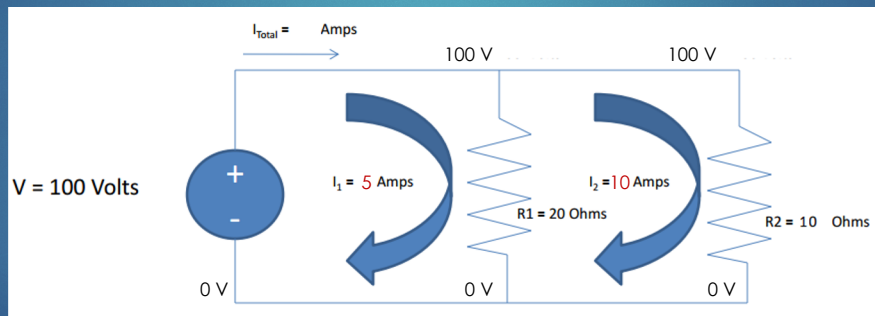 I_Total = Amps
100 V 100 V
+
V = 100 Volts
I₁ = 5 Amps
I₂ =10 Amps
-
R1 = 20 Ohms
R2 = 10 Ohms
0 V 0 V 0 V